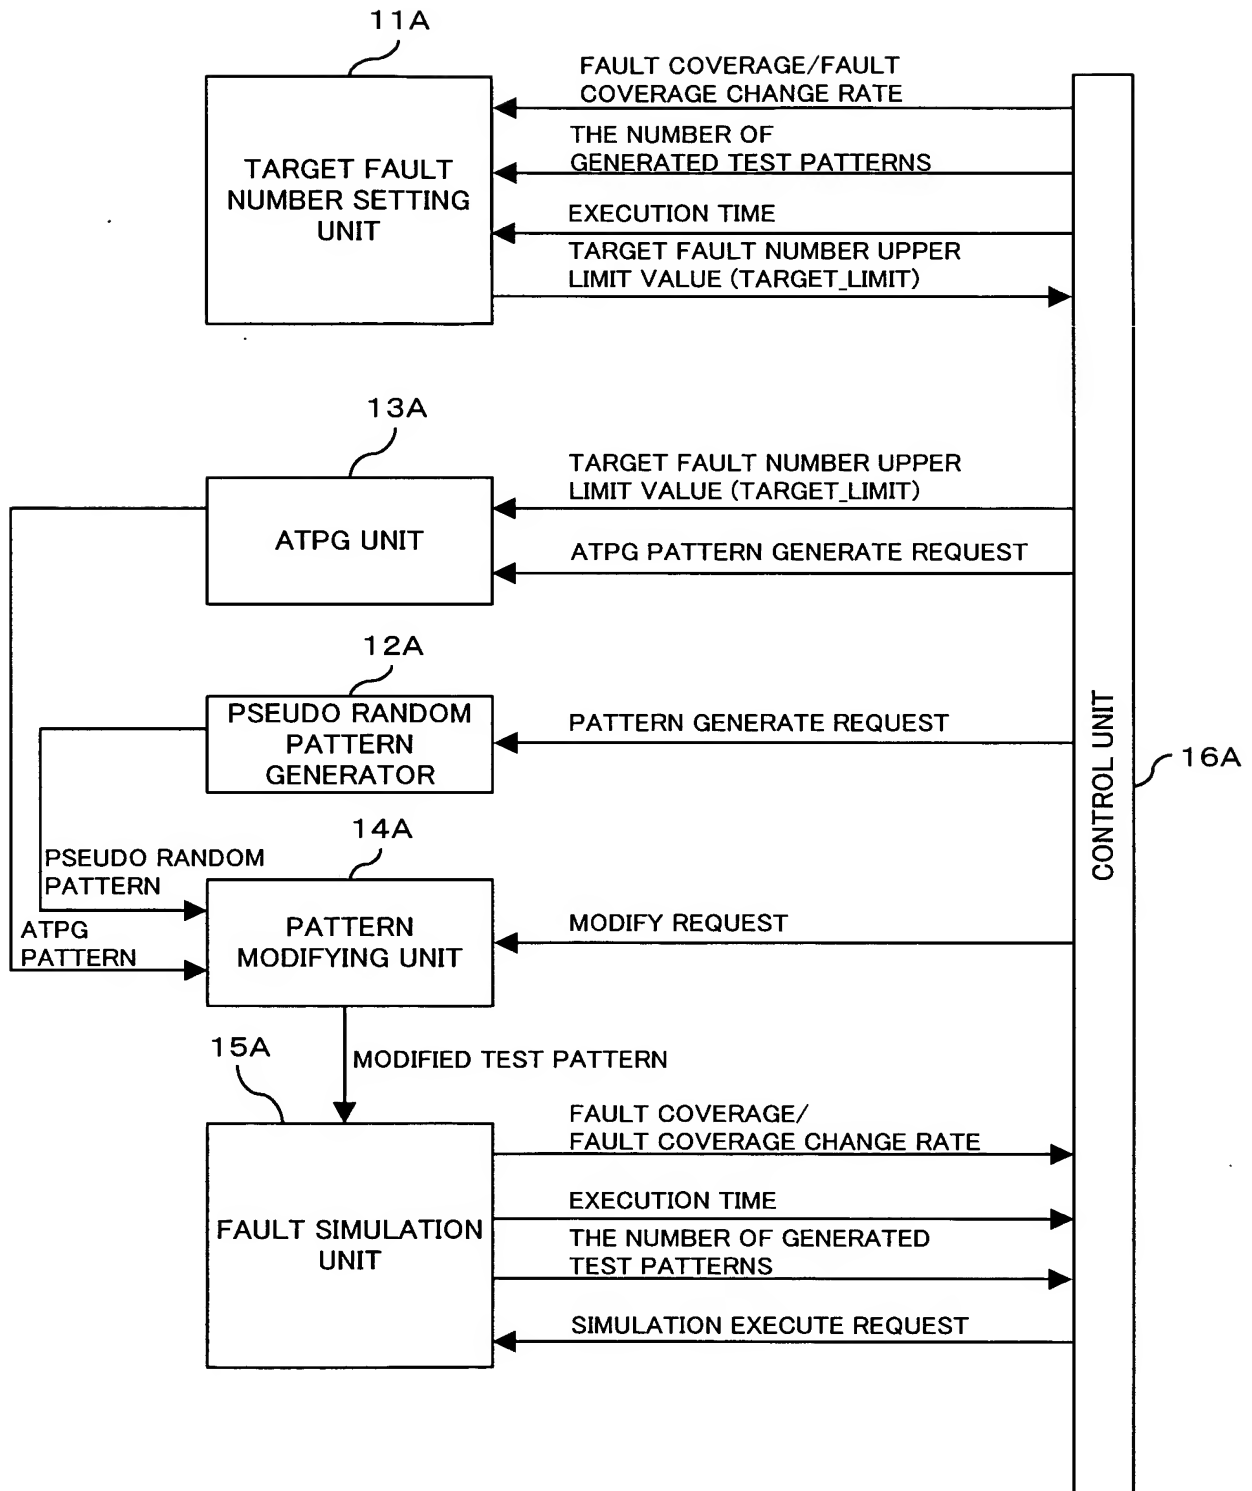 11A
FAULT COVERAGE/FAULT
COVERAGE CHANGE RATE
THE NUMBER OF
GENERATED TEST PATTERNS
TARGET FAULT
NUMBER SETTING
UNIT
EXECUTION TIME
TARGET FAULT NUMBER UPPER
LIMIT VALUE (TARGET_LIMIT)
13A
TARGET FAULT NUMBER UPPER
LIMIT VALUE (TARGET_LIMIT)
ATPG UNIT
ATPG PATTERN GENERATE REQUEST
12A
PSEUDO RANDOM
PATTERN
GENERATOR
PATTERN GENERATE REQUEST
CONTROL UNIT
16A
14A
PSEUDO RANDOM
PATTERN
ATPG
PATTERN
PATTERN
MODIFYING UNIT
MODIFY REQUEST
15A
MODIFIED TEST PATTERN
FAULT COVERAGE/
FAULT COVERAGE CHANGE RATE
FAULT SIMULATION
UNIT
EXECUTION TIME
THE NUMBER OF GENERATED
TEST PATTERNS
SIMULATION EXECUTE REQUEST